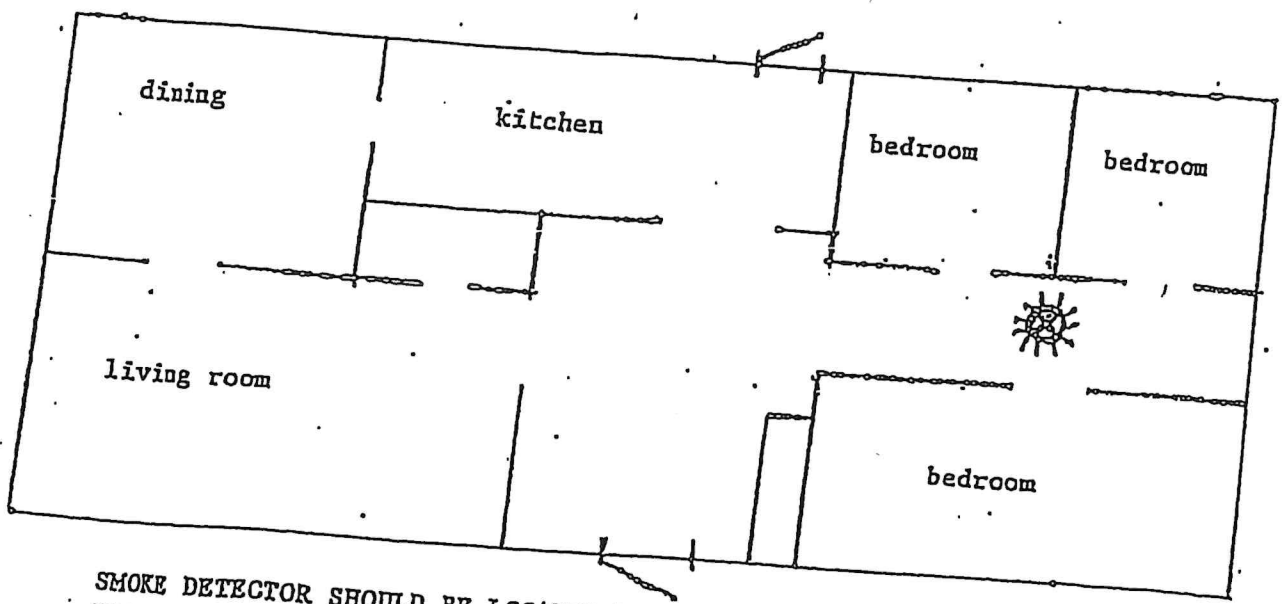 dining
kitchen
bedroom
bedroom
living room
bedroom
SMOKE DETECTOR SHOULD BE